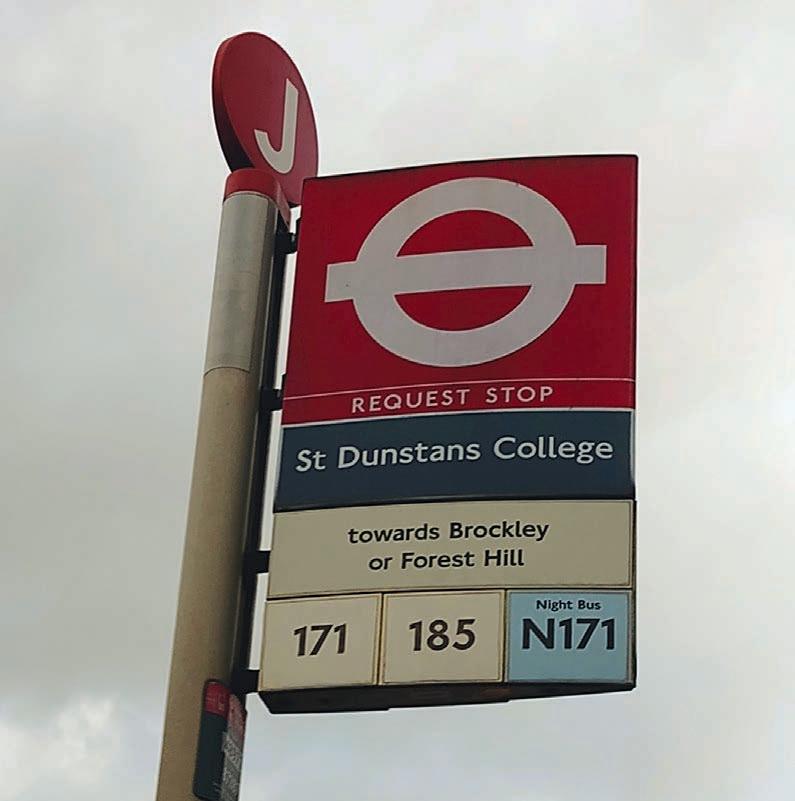 J
REQUEST STOP
St Dunstans College
towards Brockley
or Forest Hill
171
185
Night Bus
N171